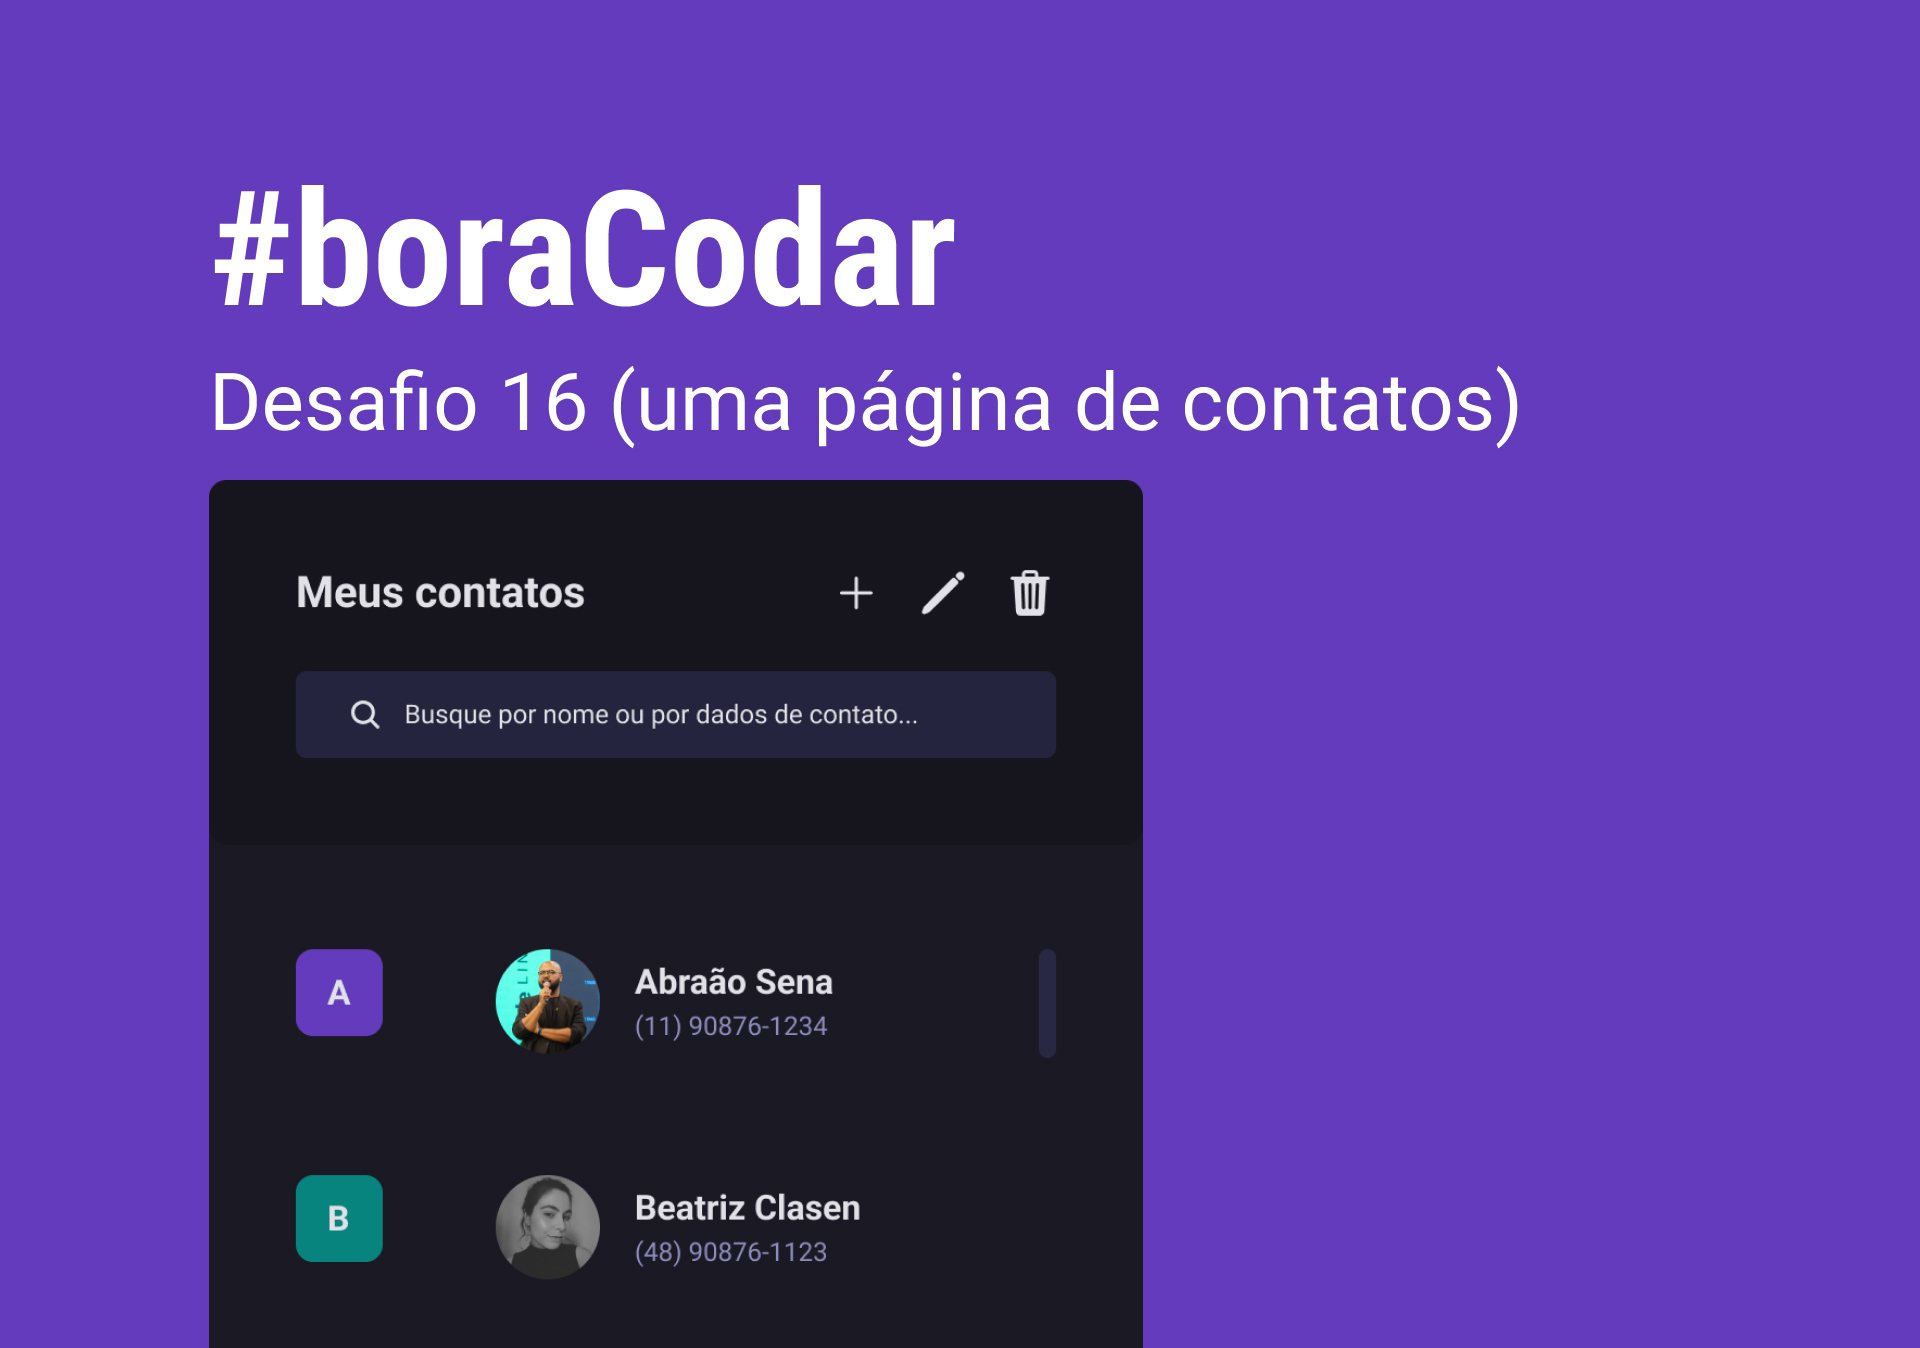 #boraCodar
Desafio 16 (uma página de contatos)
Meus contatos
Busque por nome ou por dados de contato...
A
Abraão Sena
(11) 90876-1234
B
Beatriz Clasen
(48) 90876-1123